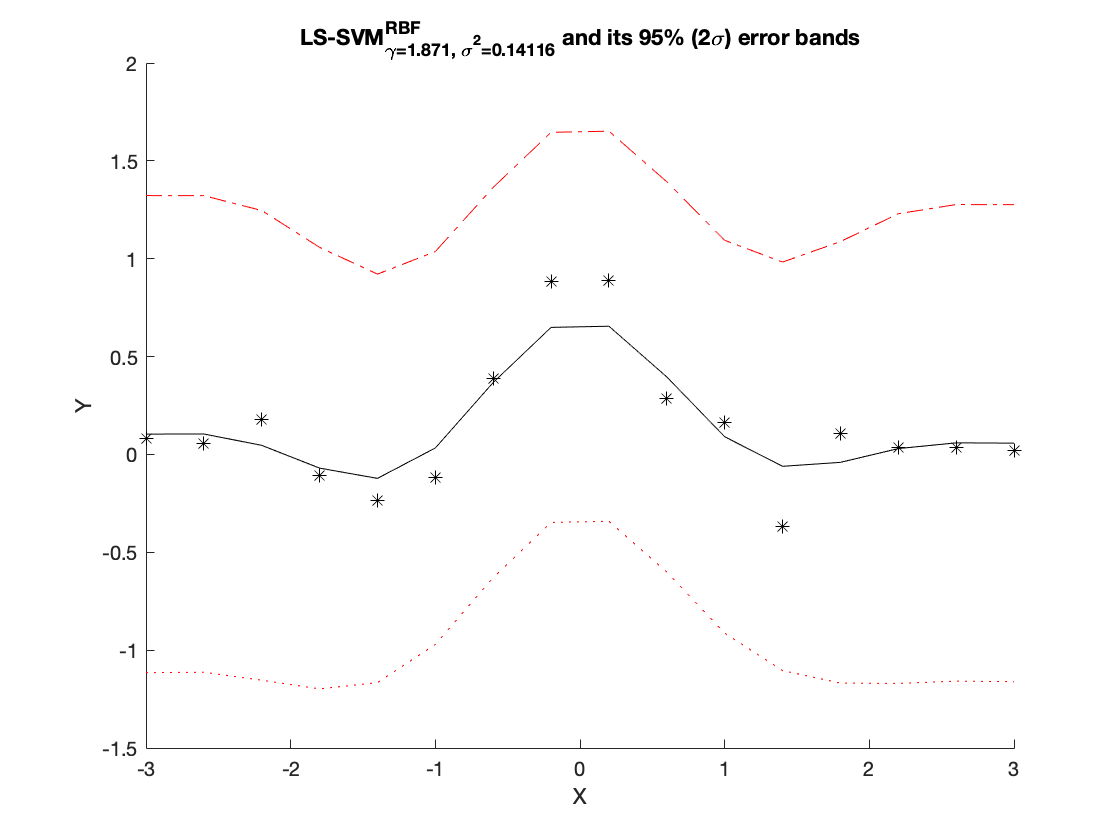 LS-SVM^RBF_γ=1.871, σ²=0.14116 and its 95% (2σ) error bands
2
1.5
1
0.5
0
-0.5
-1
-1.5
Y
-3 -2 -1 0 1 2 3
X